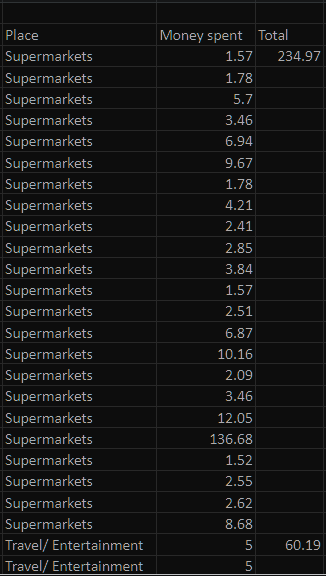 Place Money spent Total
Supermarkets 1.57 234.97
Supermarkets 1.78
Supermarkets 5.7
Supermarkets 3.46
Supermarkets 6.94
Supermarkets 9.67
Supermarkets 1.78
Supermarkets 4.21
Supermarkets 2.41
Supermarkets 2.85
Supermarkets 3.84
Supermarkets 1.57
Supermarkets 2.51
Supermarkets 6.87
Supermarkets 10.16
Supermarkets 2.09
Supermarkets 3.46
Supermarkets 12.05
Supermarkets 136.68
Supermarkets 1.52
Supermarkets 2.55
Supermarkets 2.62
Supermarkets 8.68
Travel/ Entertainment 5 60.19
Travel/ Entertainment 5